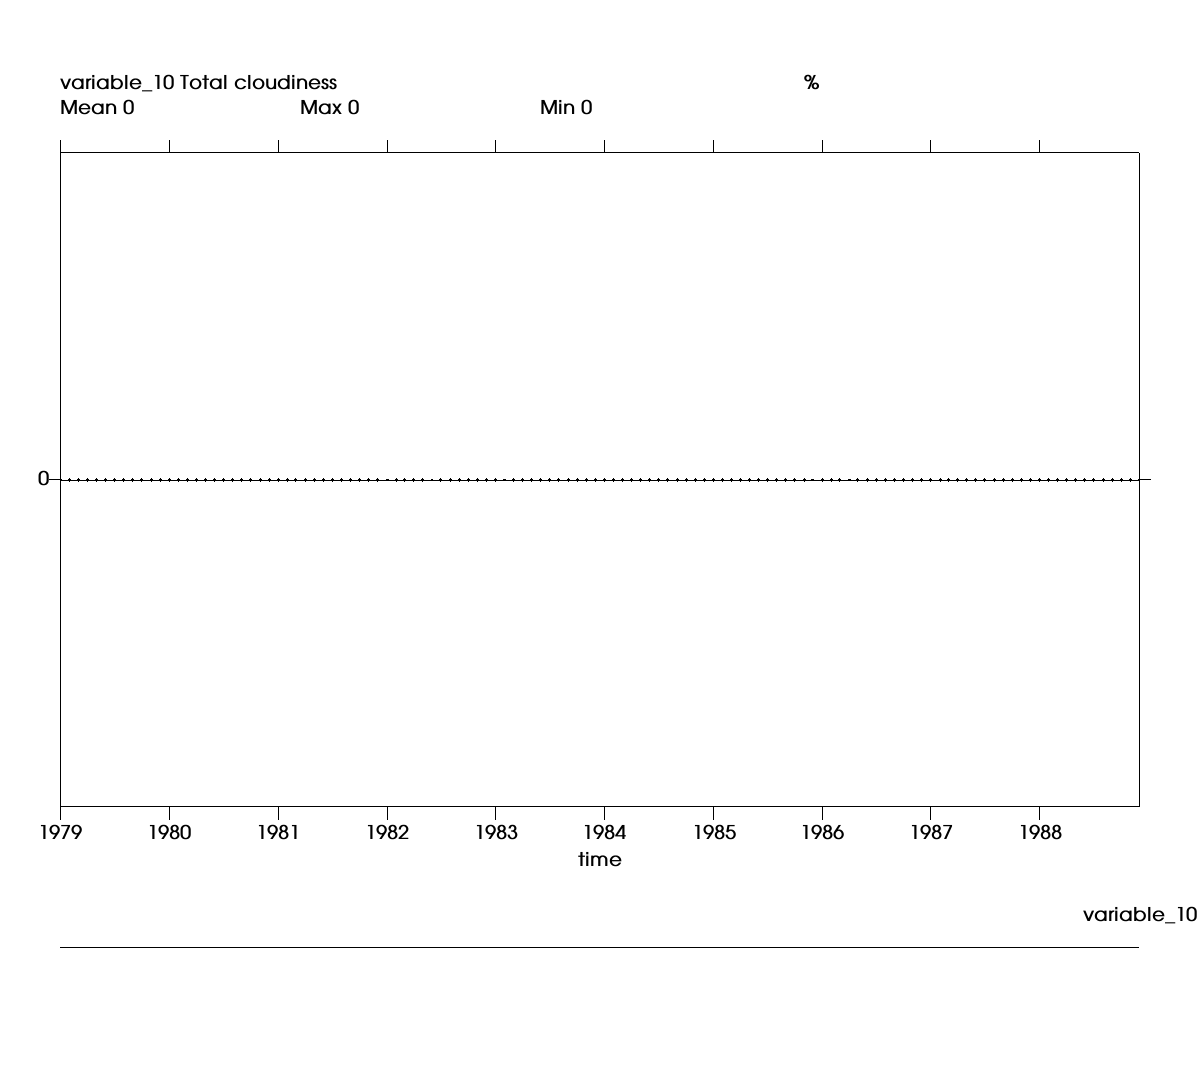 variable_10 Total cloudiness %
Mean 0 Max 0 Min 0
0
1979 1980 1981 1982 1983 1984 1985 1986 1987 1988
time
variable_10